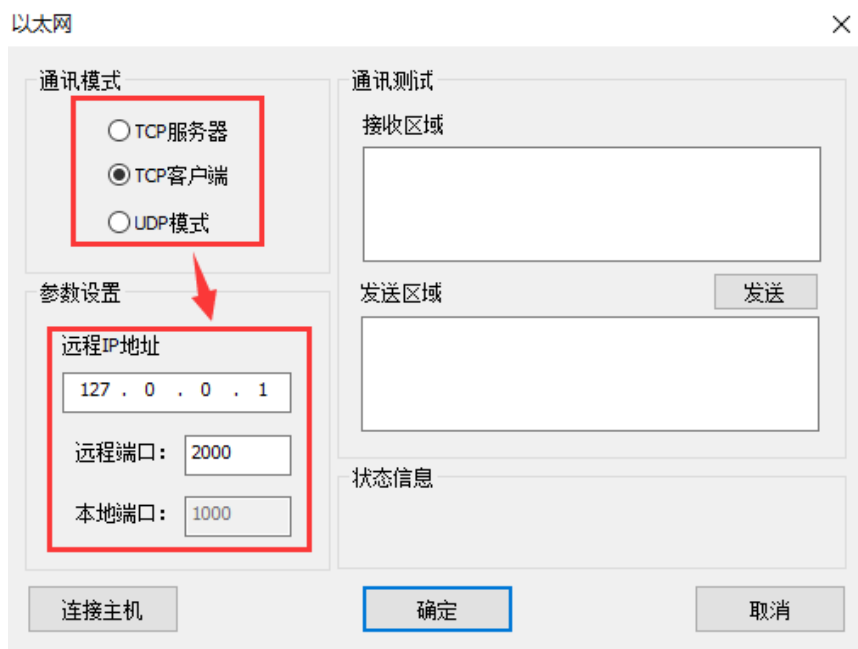 以太网
通讯模式
TCP服务器
TCP客户端
UDP模式
参数设置
远程IP地址
127 . 0 . 0 . 1
远程端口： 2000
本地端口： 1000
通讯测试
接收区域
发送区域
发送
状态信息
连接主机
确定
取消